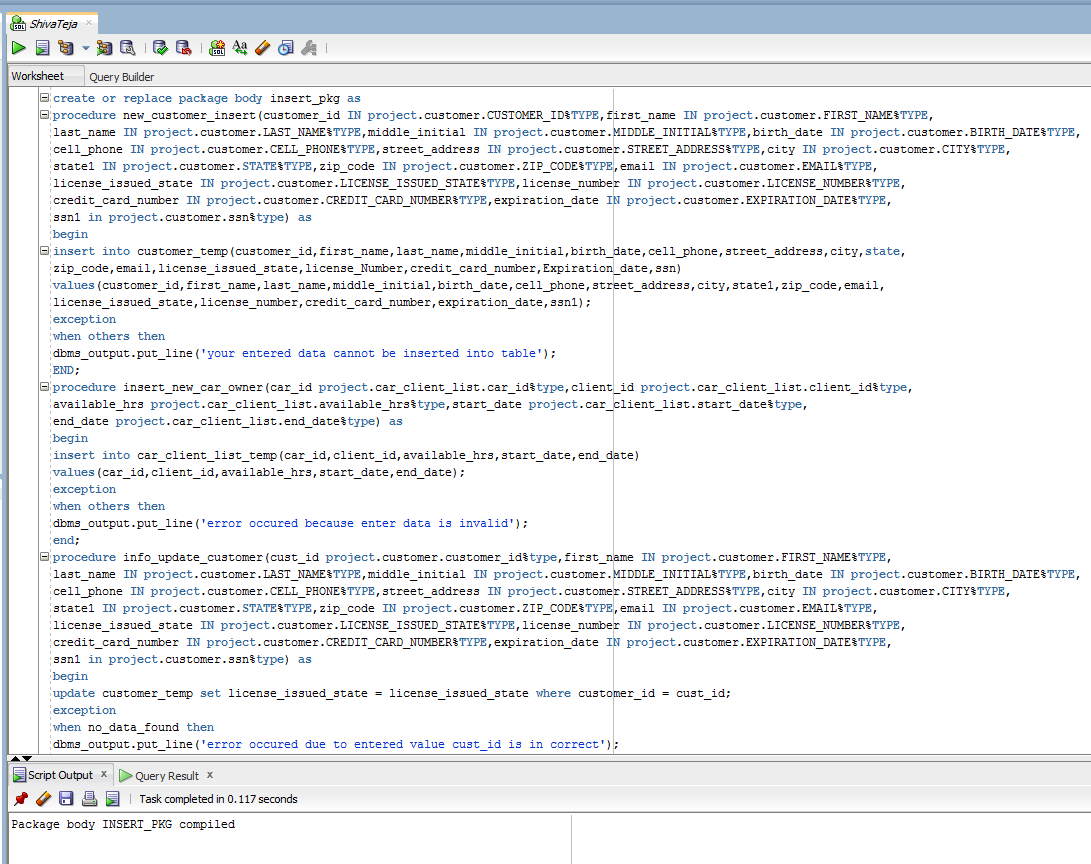 ShivaTeja
Worksheet Query Builder
create or replace package body insert_pkg as
procedure new_customer_insert(customer_id IN project.customer.CUSTOMER_ID%TYPE,first_name IN project.customer.FIRST_NAME%TYPE,
last_name IN project.customer.LAST_NAME%TYPE,middle_initial IN project.customer.MIDDLE_INITIAL%TYPE,birth_date IN project.customer.BIRTH_DATE%TYPE,
cell_phone IN project.customer.CELL_PHONE%TYPE,street_address IN project.customer.STREET_ADDRESS%TYPE,city IN project.customer.CITY%TYPE,
state1 IN project.customer.STATE%TYPE,zip_code IN project.customer.ZIP_CODE%TYPE,email IN project.customer.EMAIL%TYPE,
license_issued_state IN project.customer.LICENSE_ISSUED_STATE%TYPE,license_number IN project.customer.LICENSE_NUMBER%TYPE,
credit_card_number IN project.customer.CREDIT_CARD_NUMBER%TYPE,expiration_date IN project.customer.EXPIRATION_DATE%TYPE,
ssn1 in project.customer.ssn%type) as
begin
insert into customer_temp(customer_id,first_name,last_name,middle_initial,birth_date,cell_phone,street_address,city,state,
zip_code,email,license_issued_state,license_Number,credit_card_number,Expiration_date,ssn)
values(customer_id,first_name,last_name,middle_initial,birth_date,cell_phone,street_address,city,state1,zip_code,email,
license_issued_state,license_number,credit_card_number,expiration_date,ssn1);
exception
when others then
dbms_output.put_line('your entered data cannot be inserted into table');
END;
procedure insert_new_car_owner(car_id project.car_client_list.car_id%type,client_id project.car_client_list.client_id%type,
available_hrs project.car_client_list.available_hrs%type,start_date project.car_client_list.start_date%type,
end_date project.car_client_list.end_date%type) as
begin
insert into car_client_list_temp(car_id,client_id,available_hrs,start_date,end_date)
values(car_id,client_id,available_hrs,start_date,end_date);
exception
when others then
dbms_output.put_line('error occured because enter data is invalid');
end;
procedure info_update_customer(cust_id project.customer.customer_id%type,first_name IN project.customer.FIRST_NAME%TYPE,
last_name IN project.customer.LAST_NAME%TYPE,middle_initial IN project.customer.MIDDLE_INITIAL%TYPE,birth_date IN project.customer.BIRTH_DATE%TYPE,
cell_phone IN project.customer.CELL_PHONE%TYPE,street_address IN project.customer.STREET_ADDRESS%TYPE,city IN project.customer.CITY%TYPE,
state1 IN project.customer.STATE%TYPE,zip_code IN project.customer.ZIP_CODE%TYPE,email IN project.customer.EMAIL%TYPE,
license_issued_state IN project.customer.LICENSE_ISSUED_STATE%TYPE,license_number IN project.customer.LICENSE_NUMBER%TYPE,
credit_card_number IN project.customer.CREDIT_CARD_NUMBER%TYPE,expiration_date IN project.customer.EXPIRATION_DATE%TYPE,
ssn1 in project.customer.ssn%type) as
begin
update customer_temp set license_issued_state = license_issued_state where customer_id = cust_id;
exception
when no_data_found then
dbms_output.put_line('error occured due to entered value cust_id is in correct');
Script Output x Query Result x
Task completed in 0.117 seconds
Package body INSERT_PKG compiled